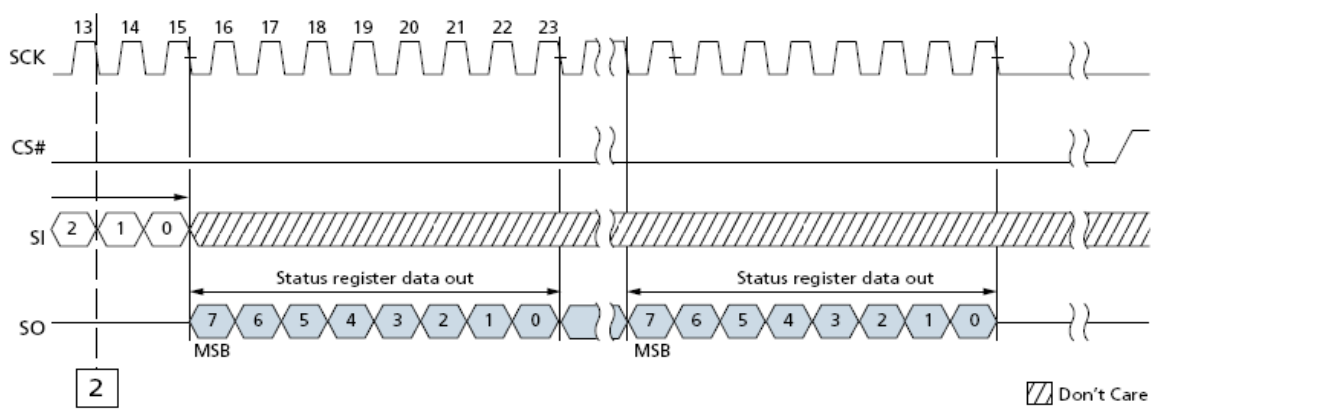 13 14 15 16 17 18 19 20 21 22 23
SCK
CS#
SI 2 1 0
Status register data out Status register data out
SO 7 6 5 4 3 2 1 0 7 6 5 4 3 2 1 0
MSB MSB
2
Don't Care